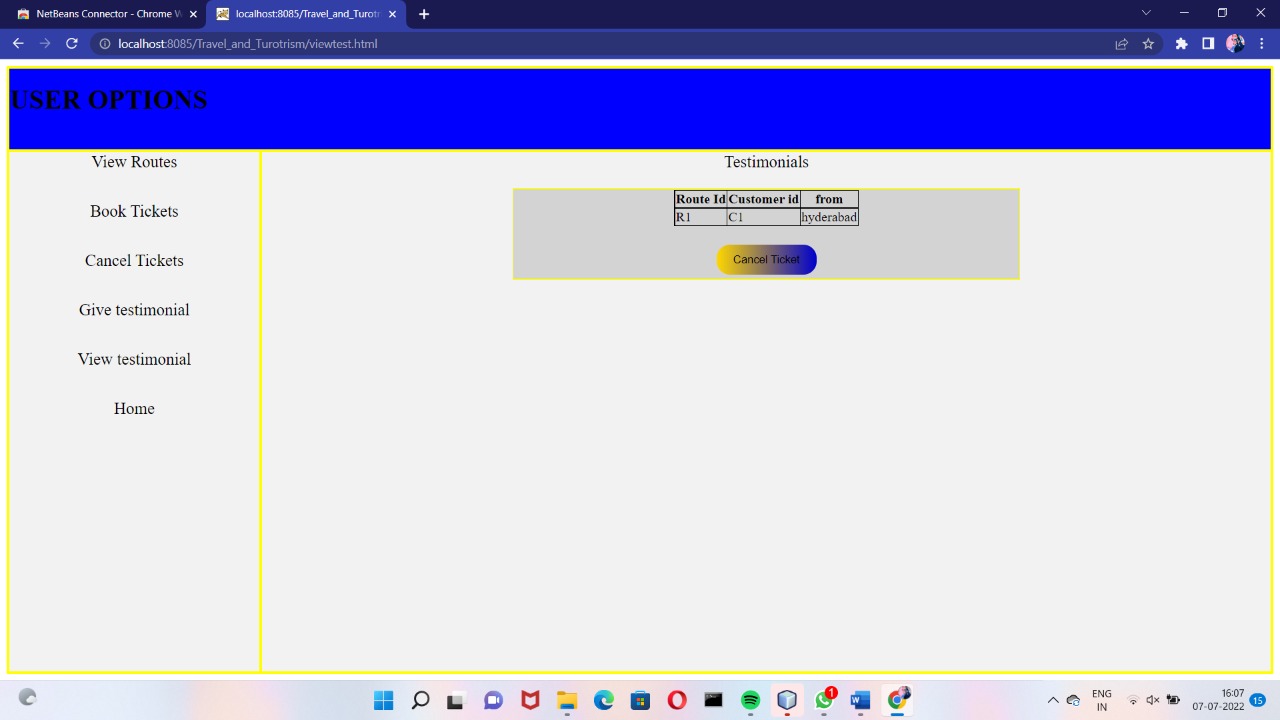 NetBeans Connector - Chrome W
localhost:8085/Travel_and_Turotri
localhost:8085/Travel_and_Turotrism/viewtest.html
USER OPTIONS
View Routes
Book Tickets
Cancel Tickets
Give testimonial
View testimonial
Home
Testimonials
Route Id Customer id from
R1 C1 hyderabad
Cancel Ticket
1
W
ENG
IN
16:07
07-07-2022
15